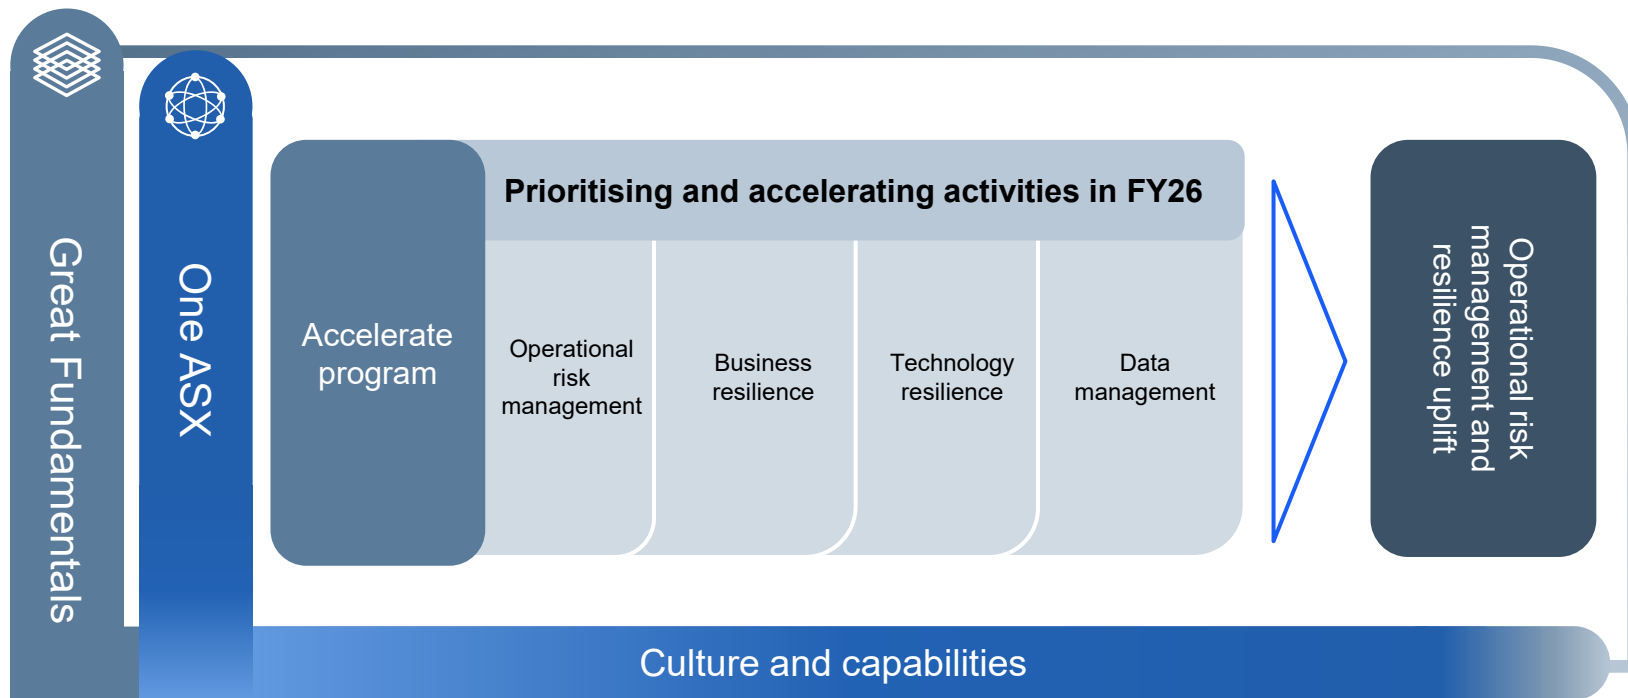 Great Fundamentals
One ASX
Accelerate
program
Prioritising and accelerating activities in FY26
Operational
risk
management
Business
resilience
Technology
resilience
Data
management
Operational risk
management and
resilience uplift
Culture and capabilities